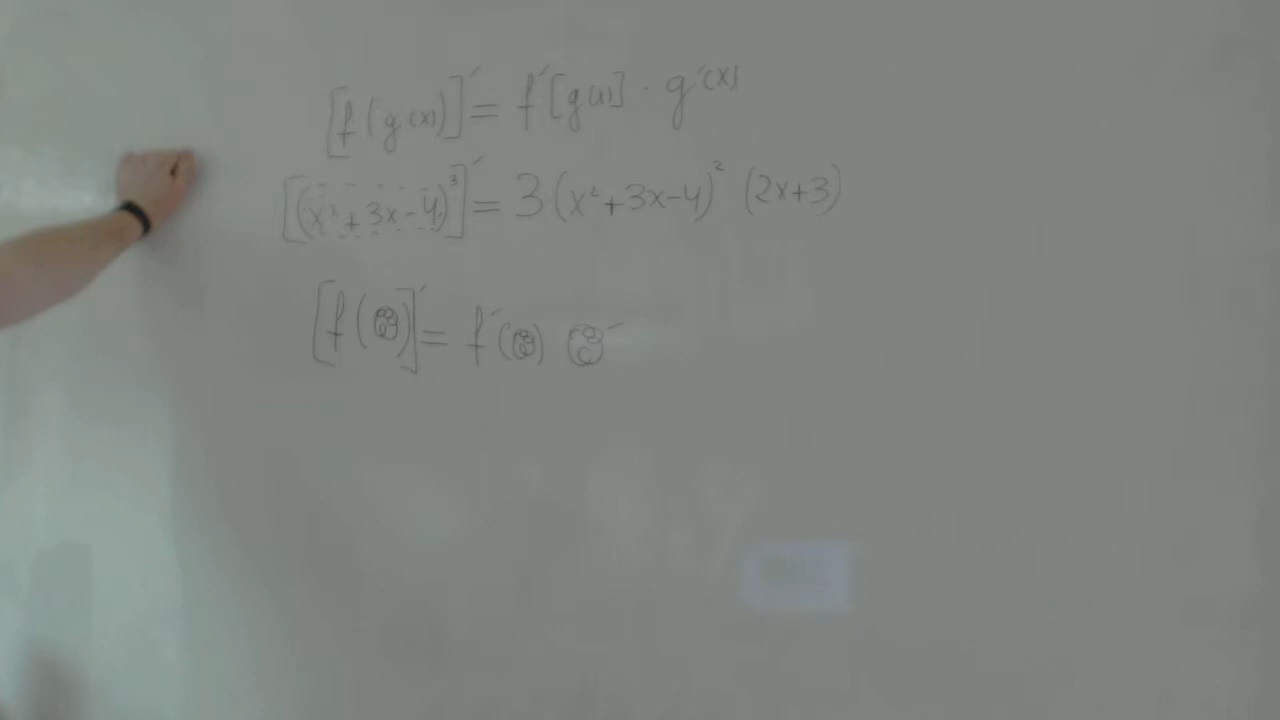 [f(g(x))]´ = f´[g(x)] · g´(x)
[(x²+3x-4)³]´ = 3(x²+3x-4)² (2x+3)
[f(☺)]´ = f´(☺) ☺´